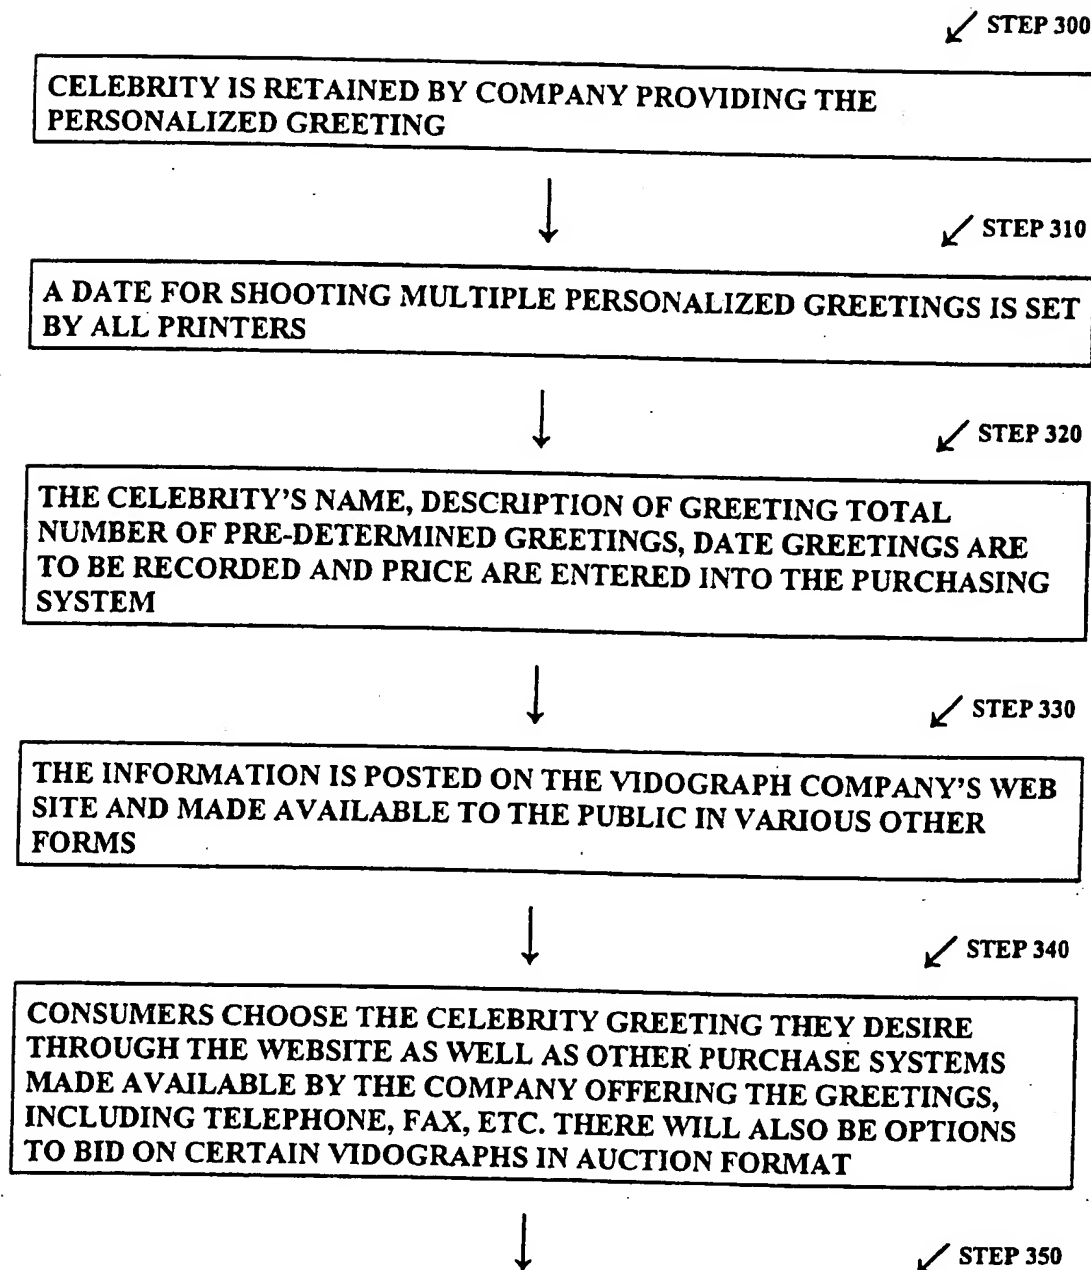 STEP 300
CELEBRITY IS RETAINED BY COMPANY PROVIDING THE
PERSONALIZED GREETING
STEP 310
A DATE FOR SHOOTING MULTIPLE PERSONALIZED GREETINGS IS SET
BY ALL PRINTERS
STEP 320
THE CELEBRITY'S NAME, DESCRIPTION OF GREETING TOTAL
NUMBER OF PRE-DETERMINED GREETINGS, DATE GREETINGS ARE
TO BE RECORDED AND PRICE ARE ENTERED INTO THE PURCHASING
SYSTEM
STEP 330
THE INFORMATION IS POSTED ON THE VIDOGRAPH COMPANY'S WEB
SITE AND MADE AVAILABLE TO THE PUBLIC IN VARIOUS OTHER
FORMS
STEP 340
CONSUMERS CHOOSE THE CELEBRITY GREETING THEY DESIRE
THROUGH THE WEBSITE AS WELL AS OTHER PURCHASE SYSTEMS
MADE AVAILABLE BY THE COMPANY OFFERING THE GREETINGS,
INCLUDING TELEPHONE, FAX, ETC. THERE WILL ALSO BE OPTIONS
TO BID ON CERTAIN VIDOGRAPHS IN AUCTION FORMAT
STEP 350